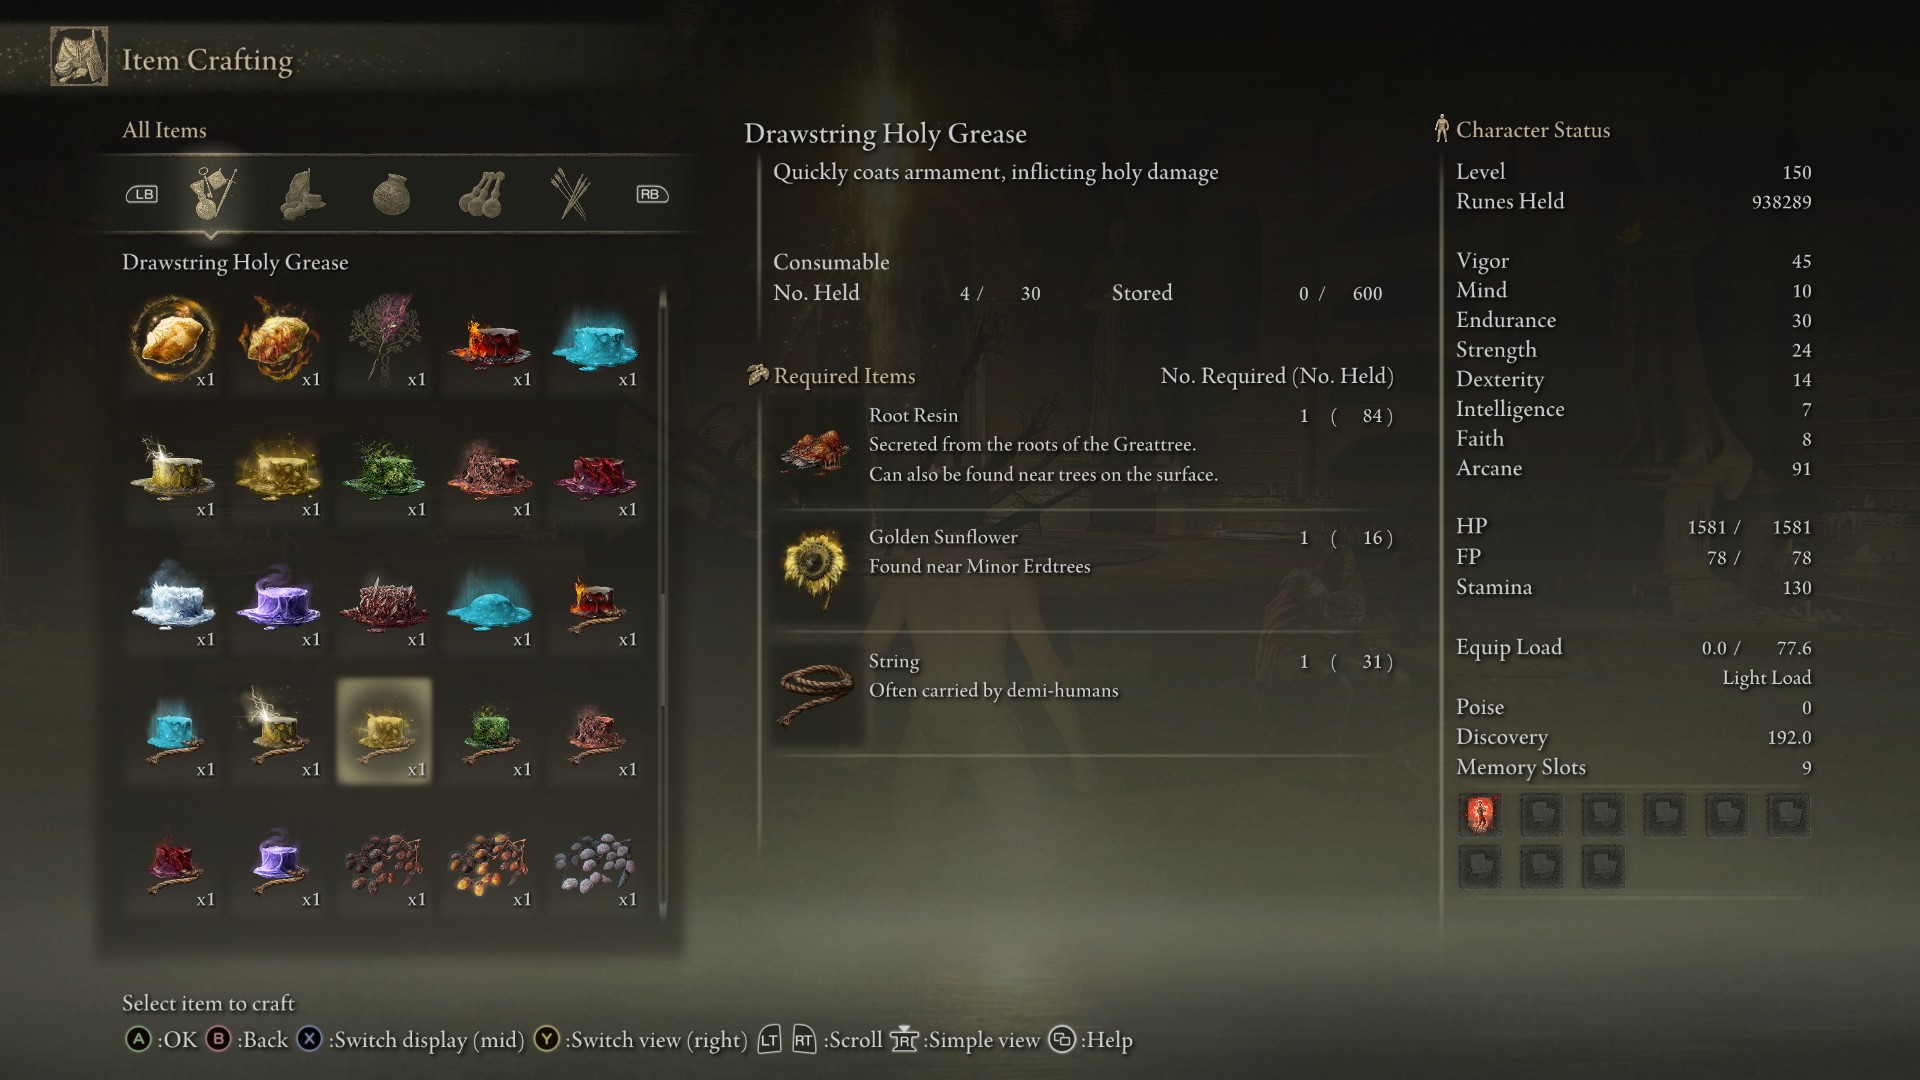 Item Crafting
All Items
LB
RB
Drawstring Holy Grease
x1 x1 x1 x1 x1
x1 x1 x1 x1 x1
x1 x1 x1 x1 x1
x1 x1 x1 x1 x1
x1 x1 x1 x1 x1
Drawstring Holy Grease
Quickly coats armament, inflicting holy damage
Consumable
No. Held 4 / 30 Stored 0 / 600
Required Items No. Required (No. Held)
Root Resin 1 ( 84 )
Secreted from the roots of the Greattree.
Can also be found near trees on the surface.
Golden Sunflower 1 ( 16 )
Found near Minor Erdtrees
String 1 ( 31 )
Often carried by demi-humans
Character Status
Level 150
Runes Held 938289
Vigor 45
Mind 10
Endurance 30
Strength 24
Dexterity 14
Intelligence 7
Faith 8
Arcane 91
HP 1581 / 1581
FP 78 / 78
Stamina 130
Equip Load 0.0 / 77.6
Light Load
Poise 0
Discovery 192.0
Memory Slots 9
Select item to craft
A :OK B :Back X :Switch display (mid) Y :Switch view (right) LT RT :Scroll R :Simple view :Help